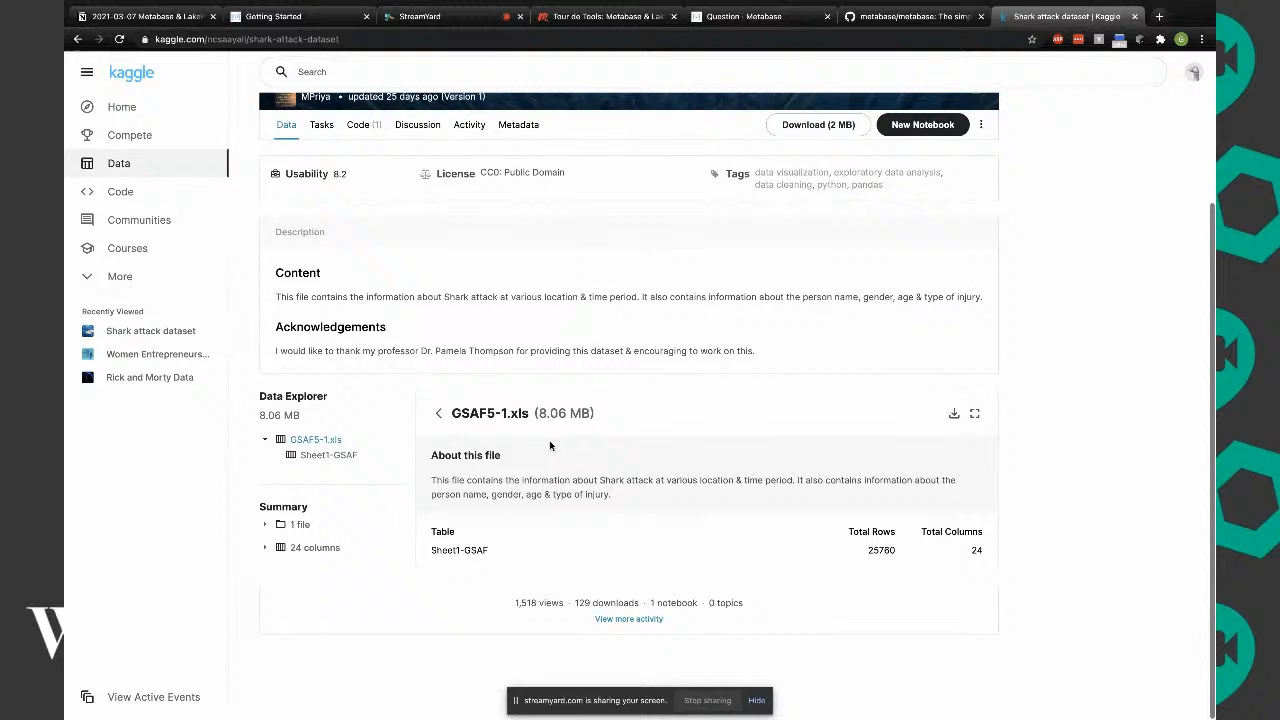 2021-03-07 Metabase & Lakel
Getting Started
StreamYard
Tour de Tools: Metabase & Lak
Question · Metabase
metabase/metabase: The simp
Shark attack dataset | Kaggle
kaggle.com/ncsaayali/shark-attack-dataset
kaggle
Search
MPriya • updated 25 days ago (Version 1)
Data
Tasks
Code (1)
Discussion
Activity
Metadata
Download (2 MB)
New Notebook
Usability 8.2
License CC0: Public Domain
Tags data visualization, exploratory data analysis,
data cleaning, python, pandas
Home
Compete
Data
Code
Communities
Courses
More
Recently Viewed
Shark attack dataset
Women Entrepreneurs...
Rick and Morty Data
View Active Events
Description
Content
This file contains the information about Shark attack at various location & time period. It also contains information about the person name, gender, age & type of injury.
Acknowledgements
I would like to thank my professor Dr. Pamela Thompson for providing this dataset & encouraging to work on this.
Data Explorer
8.06 MB
GSAF5-1.xls
Sheet1-GSAF
Summary
1 file
24 columns
GSAF5-1.xls (8.06 MB)
About this file
This file contains the information about Shark attack at various location & time period. It also contains information about the
person name, gender, age & type of injury.
Table Total Rows Total Columns
Sheet1-GSAF 25760 24
1,518 views · 129 downloads · 1 notebook · 0 topics
View more activity
streamyard.com is sharing your screen.
Stop sharing
Hide